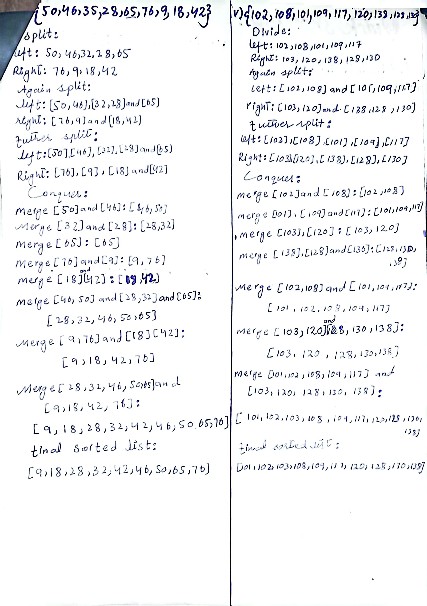 {50,46,35,28,65,76,9,18,42}
split:
left: 50,46,32,28,65
Right: 76,9,18,42
Again split:
left: [50,46],[32,28] and [65]
right: [76,9] and [18,42]
Futher split:
left: [50],[46],[32],[28] and [65]
Right: [76],[9],[18] and [42]
Conquer:
merge [50] and [46]: [46,50]
merge [32] and [28]: [28,32]
merge [65]: [65]
merge [76] and [9]: [9,76]
merge [18] and [42]: [18,42]
merge [46,50] and [28,32] and [65]:
[28,32,46,50,65]
merge [9,76] and [18][42]:
[9,18,42,76]
merge [28,32,46,50,65] and
[9,18,42,76]:
[9,18,28,32,42,46,50,65,76]
final sorted list:
[9,18,28,32,42,46,50,65,76]
v) {102,108,101,109,117,120,138,128,
Divide:
left: 102,108,101,109,117
Right: 103,120,138,128,130
Again split:
left: [102,108] and [101,109,117]
right: [103,120] and [138,128,130]
Futher split:
left: [102],[108],[101],[109],[117]
Right: [103],[120],[138],[128],[130]
Conquer:
merge [102] and [108]: [102,108]
merge [101],[109] and [117]: [101,109,117]
merge [103],[120]: [103,120]
merge [138],[128] and [130]: [128,130,
38]
merge [102,108] and [101,109,117]:
[101,102,108,109,117]
merge [103,120] and [128,130,138]:
[103,120,128,130,138]
merge [101,102,108,109,117] and
[103,120,128,130,138]:
[101,102,103,108,109,117,120,128,130,
138]
final sorted list:
[101,102,103,108,109,117,120,128,130,138]